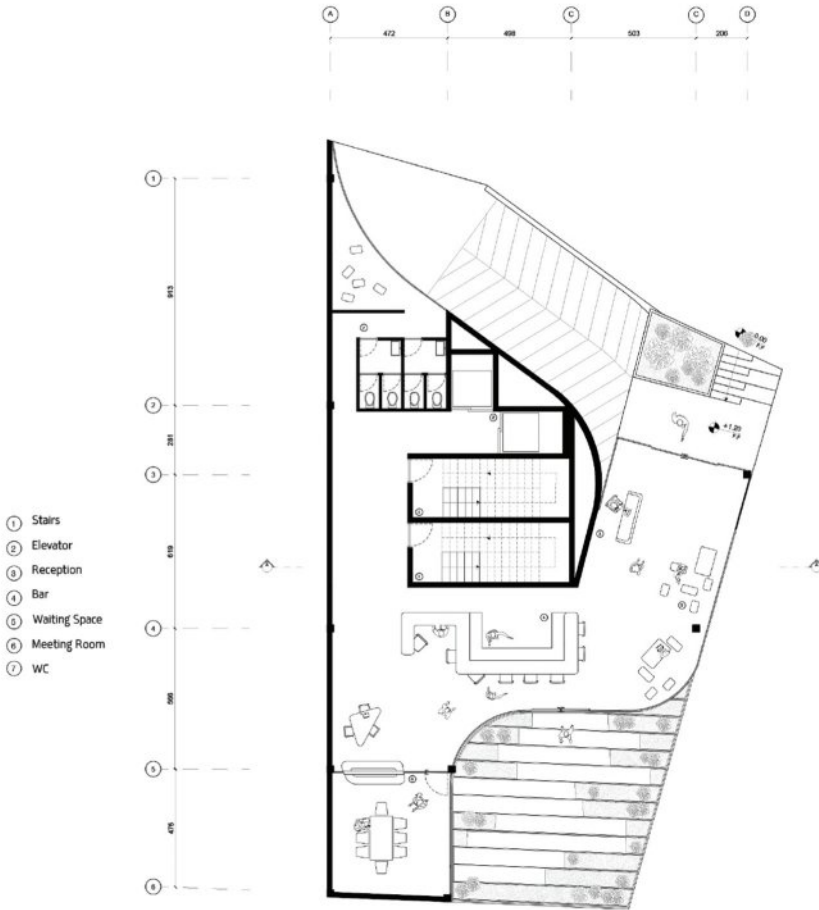 A B C C D
472 498 503 206
1
913
2
281
3
619
4
566
5
475
6
±0.00
F.F
+1.20
F.F
1 Stairs
2 Elevator
3 Reception
4 Bar
5 Waiting Space
6 Meeting Room
7 WC